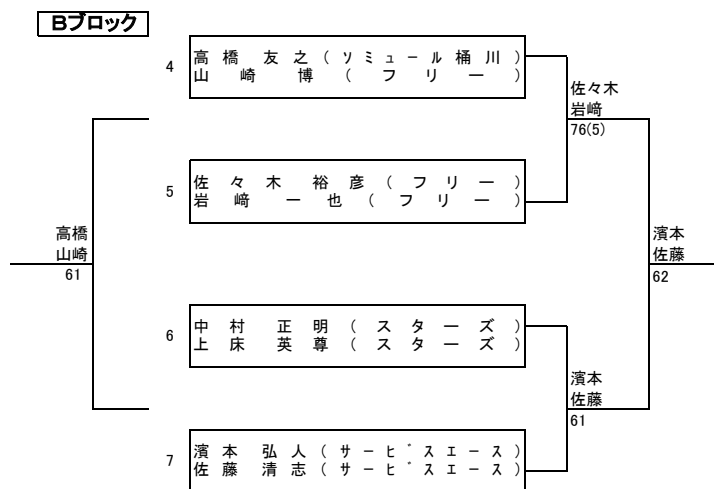 Bブロック
4
高橋 友之(ソミュール桶川)
山崎 博(フリー)
佐々木
岩﨑
76(5)
5
佐々木 裕彦(フリー)
岩﨑 一也(フリー)
高橋
山崎
61
濱本
佐藤
62
6
中村 正明(スターズ)
上床 英尊(スターズ)
濱本
佐藤
61
7
濱本 弘人(サービスエース)
佐藤 清志(サービスエース)